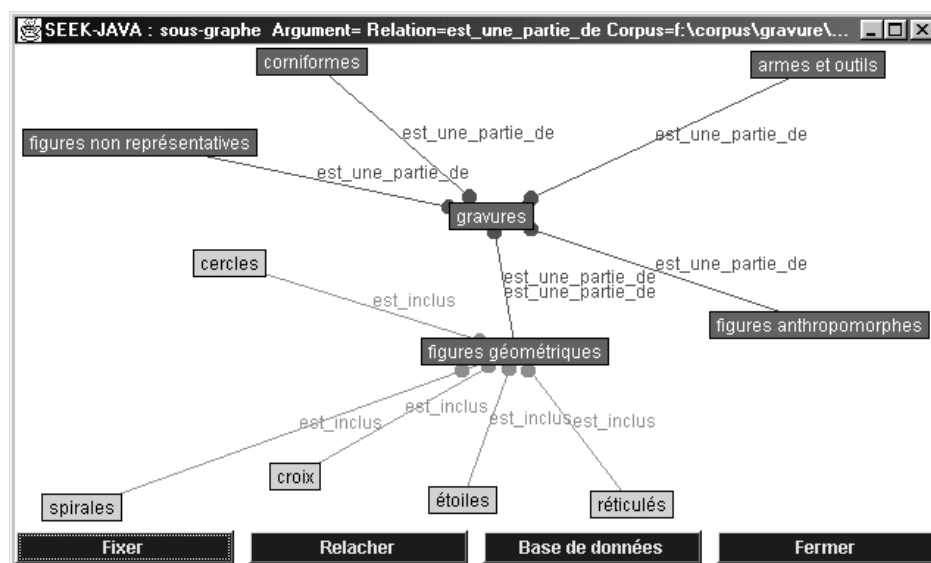 SEEK-JAVA : sous-graphe Argument= Relation=est_une_partie_de Corpus=f:\corpus\gravure\...
corniformes
armes et outils
figures non représentatives
est_une_partie_de
est_une_partie_de
est_une_partie_de
gravures
cercles
est_une_partie_de
est_une_partie_de
est_une_partie_de
est_inclus
figures anthropomorphes
figures géométriques
est_inclus
est_inclus
est_inclus
est_inclus
croix
spirales
étoiles
réticulés
Fixer
Relacher
Base de données
Fermer